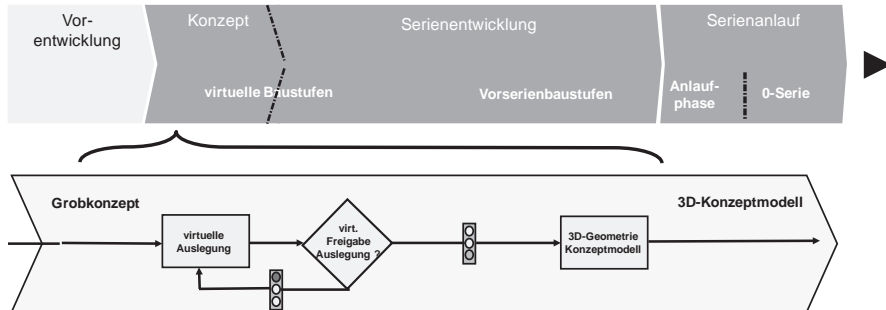 Vor-
entwicklung
Konzept
Serienentwicklung
Serienanlauf
virtuelle Baustufen
Vorserienbaustufen
Anlauf-
phase
0-Serie
Grobkonzept
3D-Konzeptmodell
virtuelle
Auslegung
virt.
Freigabe
Auslegung ?
3D-Geometrie
Konzeptmodell